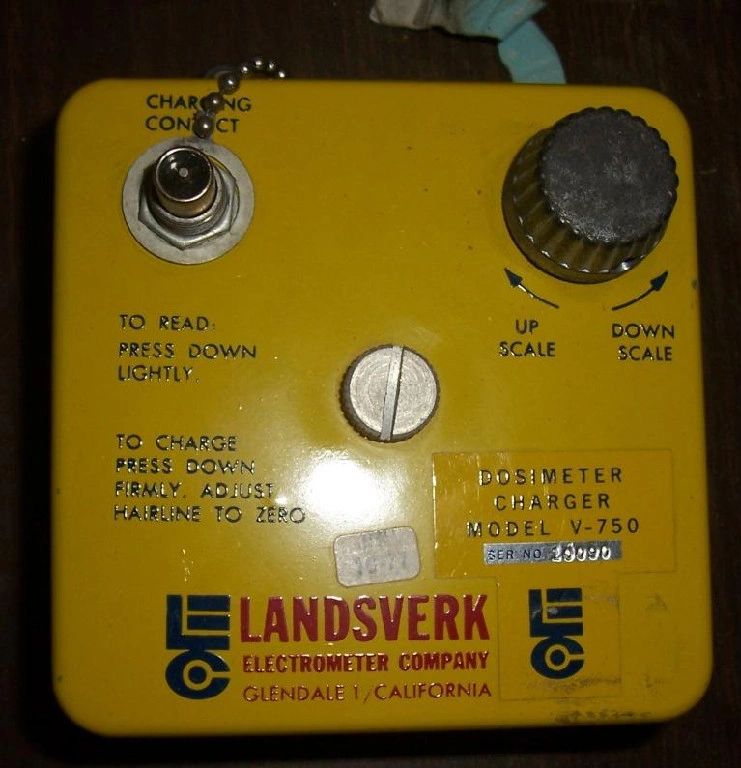 CHARGING
CONTACT
UP
SCALE
DOWN
SCALE
TO READ:
PRESS DOWN
LIGHTLY.
TO CHARGE
PRESS DOWN
FIRMLY. ADJUST
HAIRLINE TO ZERO
DOSIMETER
CHARGER
MODEL V-750
SER. NO.
LANDSVERK
ELECTROMETER COMPANY
GLENDALE 1, CALIFORNIA